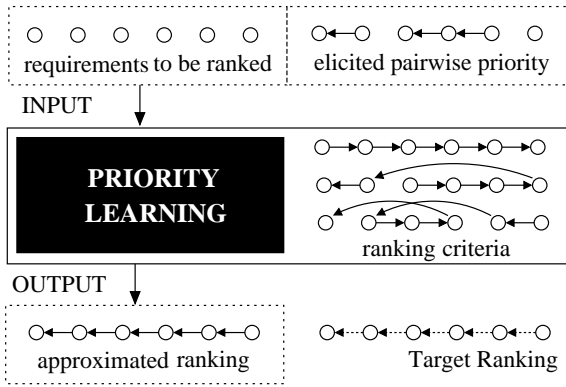 requirements to be ranked
elicited pairwise priority
INPUT
PRIORITY
LEARNING
ranking criteria
OUTPUT
approximated ranking
Target Ranking